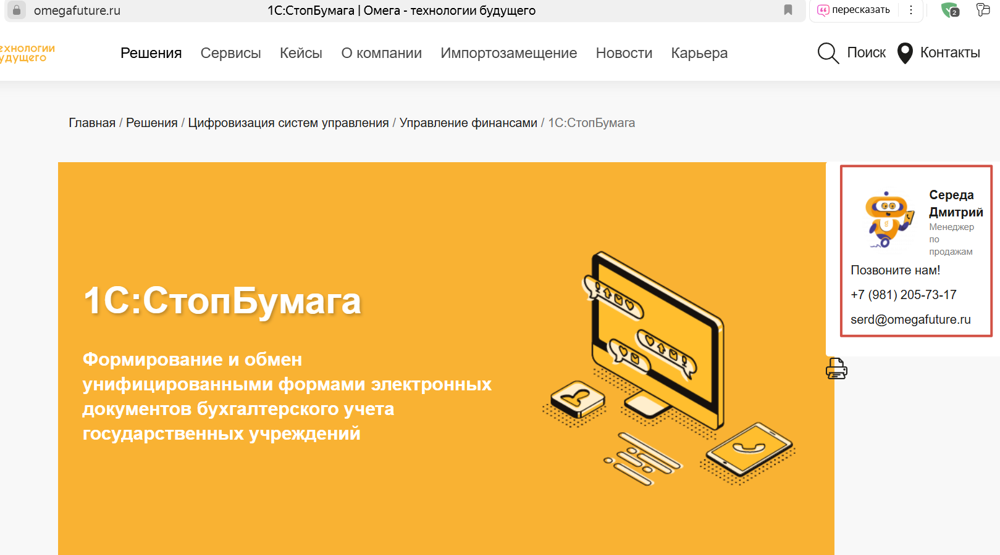 omegafuture.ru
1С:СтопБумага | Омега - технологии будущего
пересказать
2
Решения Сервисы Кейсы О компании Импортозамещение Новости Карьера
Поиск Контакты
Главная / Решения / Цифровизация систем управления / Управление финансами / 1С:СтопБумага
1С:СтопБумага
Формирование и обмен
унифицированными формами электронных
документов бухгалтерского учета
государственных учреждений
Середа
Дмитрий
Менеджер
по
продажам
Позвоните нам!
+7 (981) 205-73-17
serd@omegafuture.ru